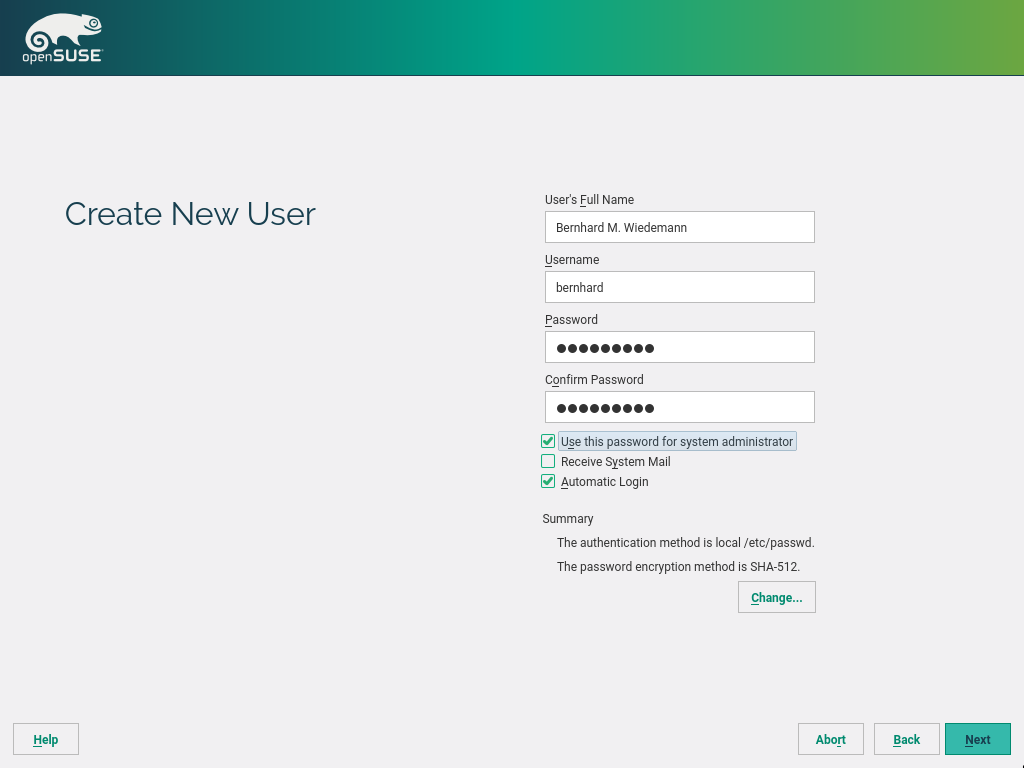 openSUSE
Create New User
User's Full Name
Bernhard M. Wiedemann
Username
bernhard
Password
●●●●●●●●●
Confirm Password
●●●●●●●●●
Use this password for system administrator
Receive System Mail
Automatic Login
Summary
The authentication method is local /etc/passwd.
The password encryption method is SHA-512.
Change...
Help
Abort
Back
Next